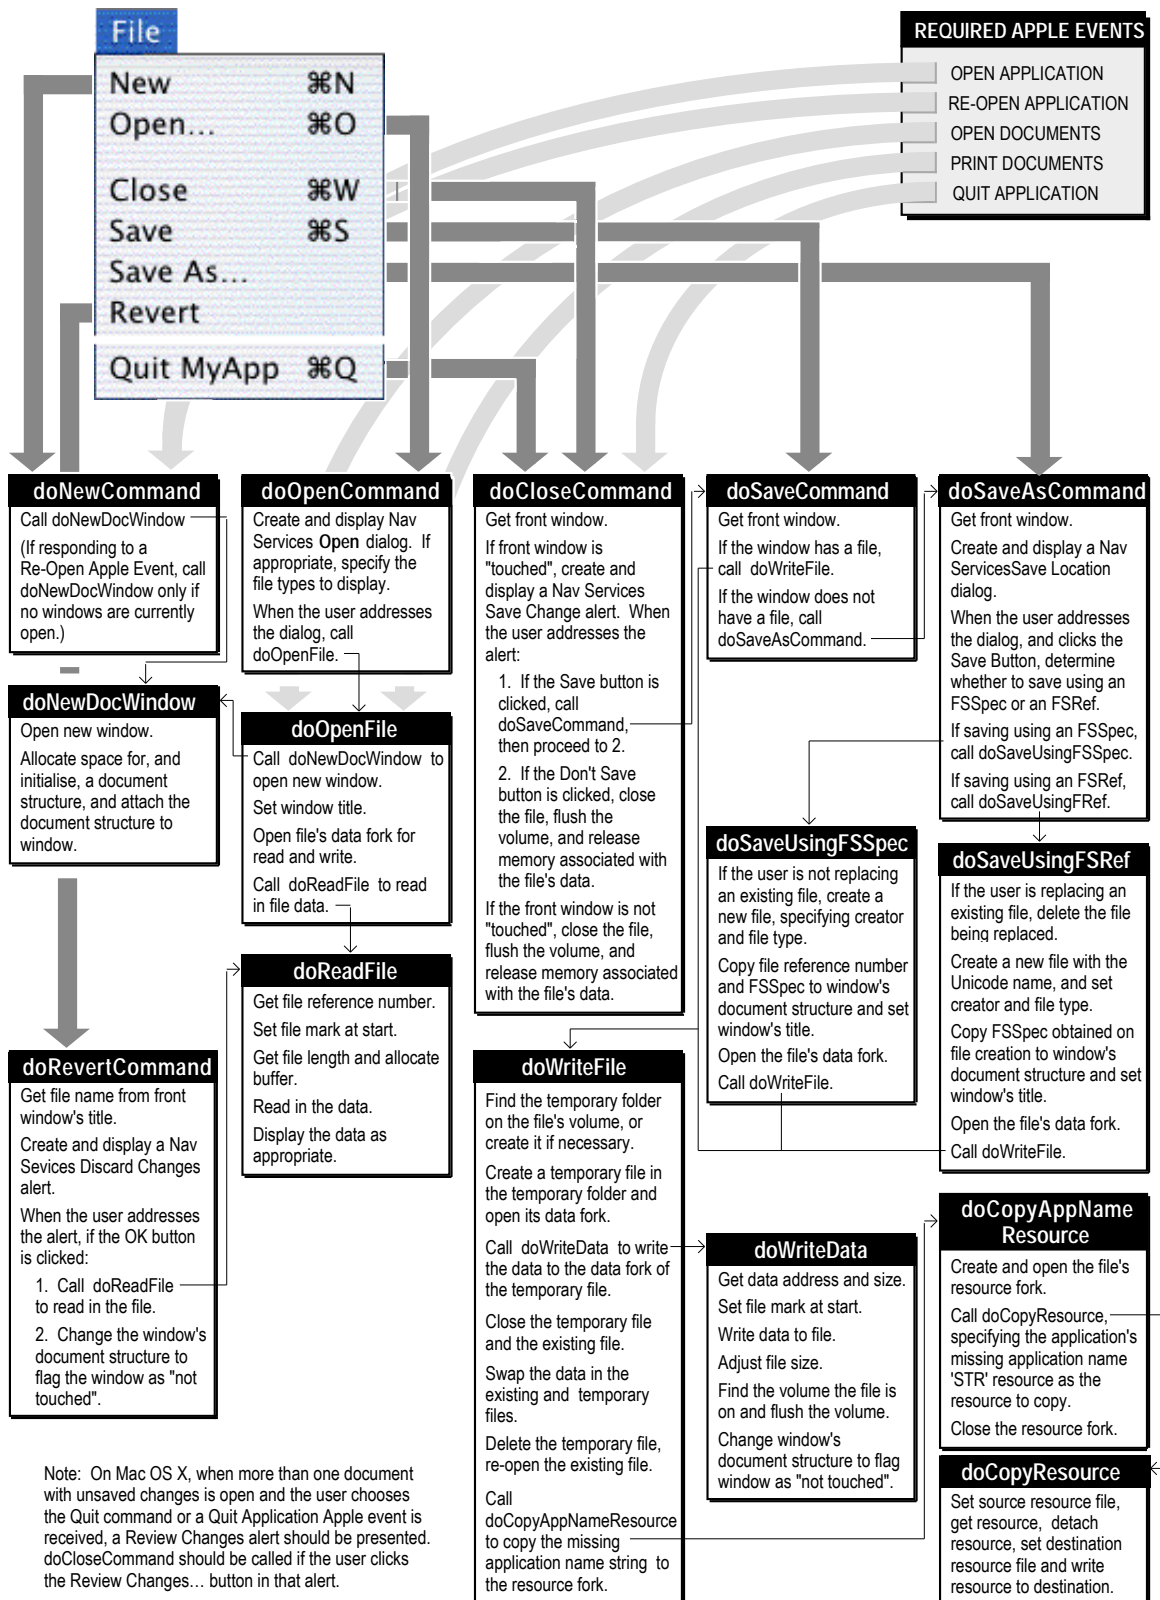 File
New ⌘N
Open... ⌘O
Close ⌘W
Save ⌘S
Save As...
Revert
Quit MyApp ⌘Q
REQUIRED APPLE EVENTS
OPEN APPLICATION
RE-OPEN APPLICATION
OPEN DOCUMENTS
PRINT DOCUMENTS
QUIT APPLICATION
doNewCommand
Call doNewDocWindow
(If responding to a
Re-Open Apple Event, call
doNewDocWindow only if
no windows are currently
open.)
doNewDocWindow
Open new window.
Allocate space for, and
initialise, a document
structure, and attach the
document structure to
window.
doRevertCommand
Get file name from front
window's title.
Create and display a Nav
Sevices Discard Changes
alert.
When the user addresses
the alert, if the OK button
is clicked:
1. Call doReadFile
to read in the file.
2. Change the window's
document structure to
flag the window as "not
touched".
doOpenCommand
Create and display Nav
Services Open dialog. If
appropriate, specify the
file types to display.
When the user addresses
the dialog, call
doOpenFile.
doOpenFile
Call doNewDocWindow to
open new window.
Set window title.
Open file's data fork for
read and write.
Call doReadFile to read
in file data.
doReadFile
Get file reference number.
Set file mark at start.
Get file length and allocate
buffer.
Read in the data.
Display the data as
appropriate.
doCloseCommand
Get front window.
If front window is
"touched", create and
display a Nav Services
Save Change alert. When
the user addresses the
alert:
1. If the Save button is
clicked, call
doSaveCommand,
then proceed to 2.
2. If the Don't Save
button is clicked, close
the file, flush the
volume, and release
memory associated with
the file's data.
If the front window is not
"touched", close the file,
flush the volume, and
release memory associated
with the file's data.
doWriteFile
Find the temporary folder
on the file's volume, or
create it if necessary.
Create a temporary file in
the temporary folder and
open its data fork.
Call doWriteData to write
the data to the data fork of
the temporary file.
Close the temporary file
and the existing file.
Swap the data in the
existing and temporary
files.
Delete the temporary file,
re-open the existing file.
Call
doCopyAppNameResource
to copy the missing
application name string to
the resource fork.
doSaveCommand
Get front window.
If the window has a file,
call doWriteFile.
If the window does not
have a file, call
doSaveAsCommand.
doSaveUsingFSSpec
If the user is not replacing
an existing file, create a
new file, specifying creator
and file type.
Copy file reference number
and FSSpec to window's
document structure and set
window's title.
Open the file's data fork.
Call doWriteFile.
doWriteData
Get data address and size.
Set file mark at start.
Write data to file.
Adjust file size.
Find the volume the file is
on and flush the volume.
Change window's
document structure to flag
window as "not touched".
doSaveAsCommand
Get front window.
Create and display a Nav
ServicesSave Location
dialog.
When the user addresses
the dialog, and clicks the
Save Button, determine
whether to save using an
FSSpec or an FSRef.
If saving using an FSSpec,
call doSaveUsingFSSpec.
If saving using an FSRef,
call doSaveUsingFRef.
doSaveUsingFSRef
If the user is replacing an
existing file, delete the file
being replaced.
Create a new file with the
Unicode name, and set
creator and file type.
Copy FSSpec obtained on
file creation to window's
document structure and set
window's title.
Open the file's data fork.
Call doWriteFile.
doCopyAppName
Resource
Create and open the file's
resource fork.
Call doCopyResource,
specifying the application's
missing application name
'STR' resource as the
resource to copy.
Close the resource fork.
doCopyResource
Set source resource file,
get resource, detach
resource, set destination
resource file and write
resource to destination.
Note: On Mac OS X, when more than one document
with unsaved changes is open and the user chooses
the Quit command or a Quit Application Apple event is
received, a Review Changes alert should be presented.
doCloseCommand should be called if the user clicks
the Review Changes… button in that alert.